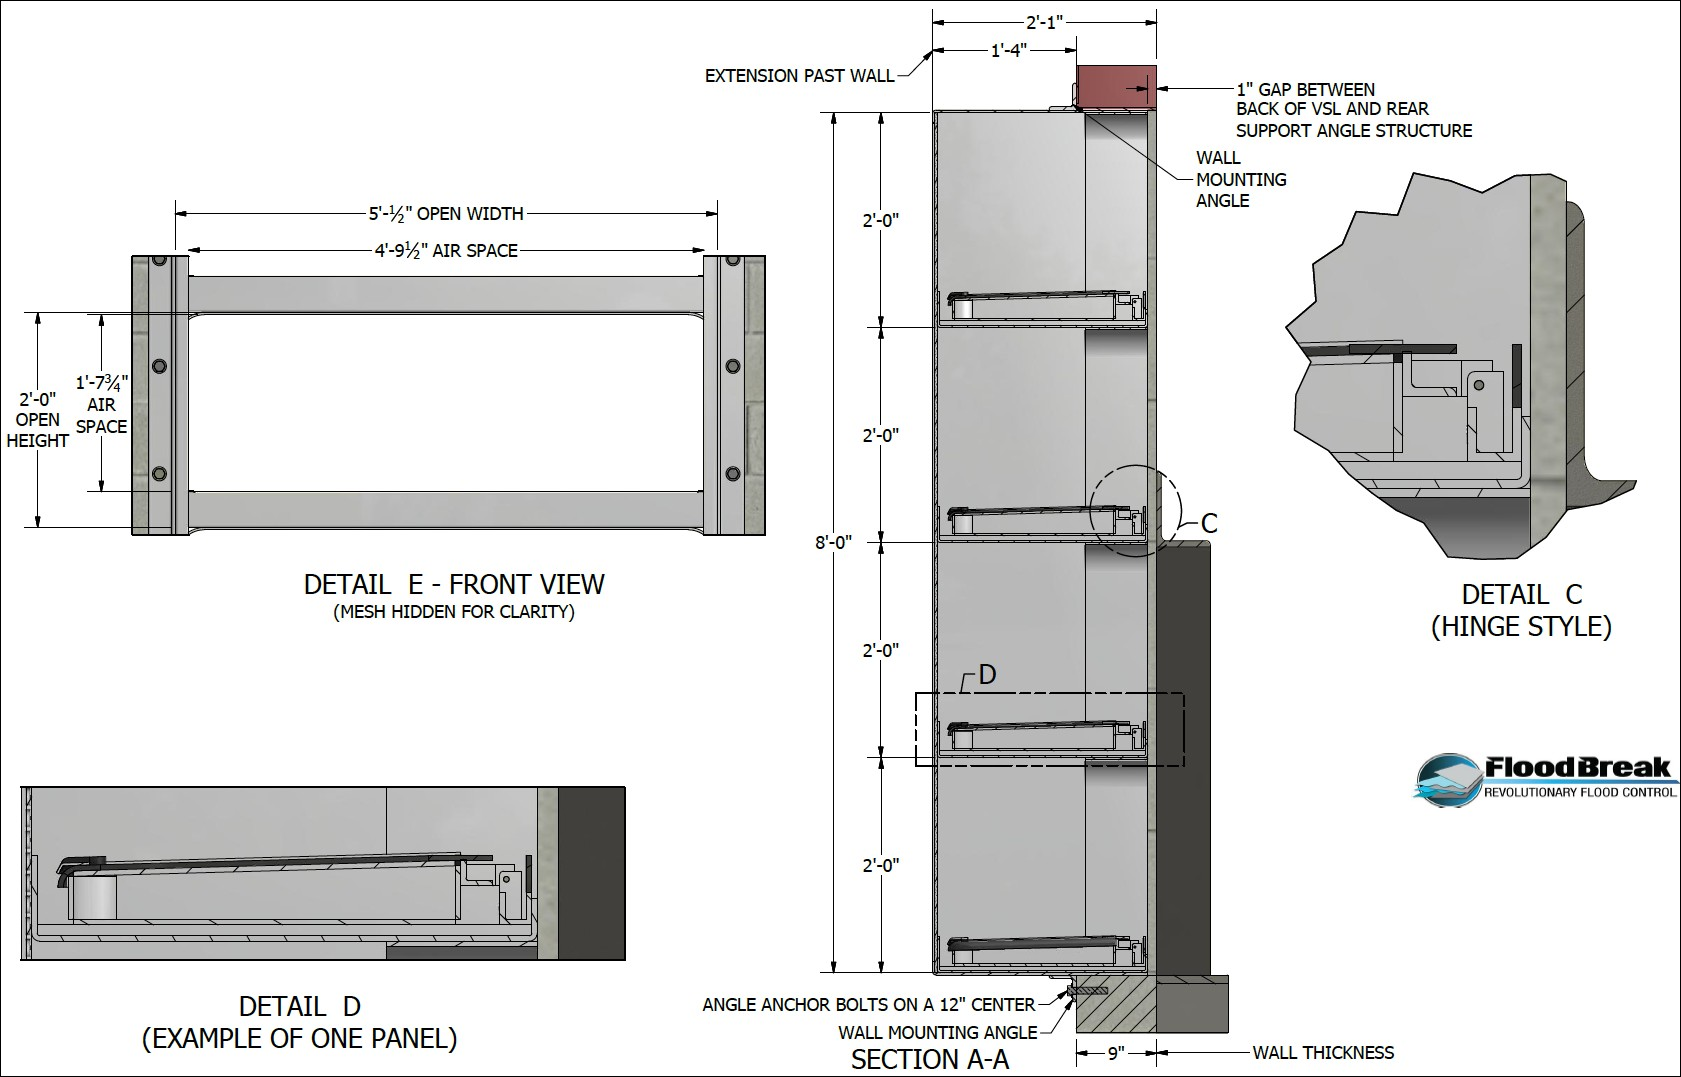 2'-1"
1'-4"
EXTENSION PAST WALL
1" GAP BETWEEN
BACK OF VSL AND REAR
SUPPORT ANGLE STRUCTURE
WALL
MOUNTING
ANGLE
5'-½" OPEN WIDTH
4'-9½" AIR SPACE
2'-0"
OPEN
HEIGHT
1'-7¾"
AIR
SPACE
DETAIL E - FRONT VIEW
(MESH HIDDEN FOR CLARITY)
2'-0"
2'-0"
8'-0"
2'-0"
2'-0"
C
D
DETAIL C
(HINGE STYLE)
FloodBreak
REVOLUTIONARY FLOOD CONTROL
DETAIL D
(EXAMPLE OF ONE PANEL)
ANGLE ANCHOR BOLTS ON A 12" CENTER
WALL MOUNTING ANGLE
SECTION A-A
9"
WALL THICKNESS